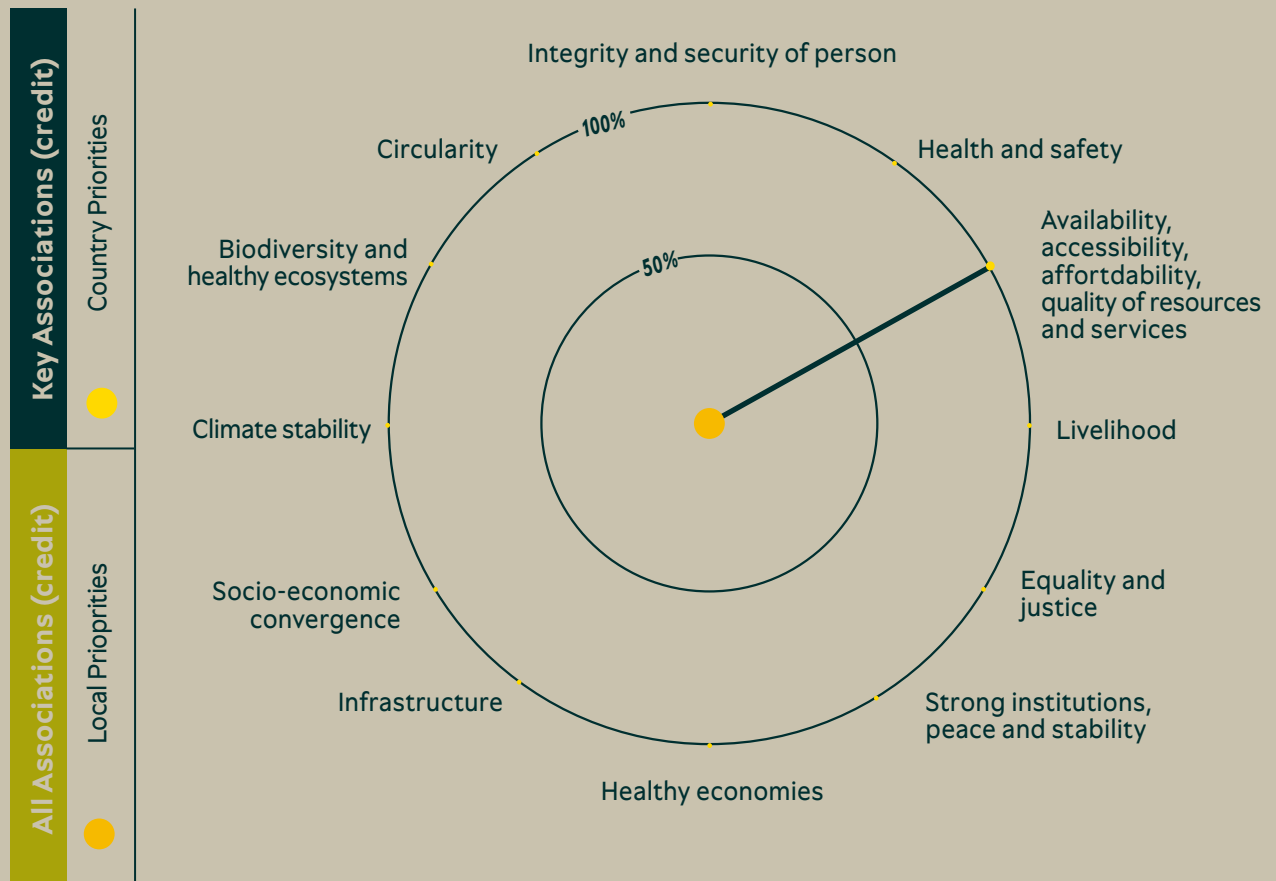 Key Associations (credit)
Country Priorities
All Associations (credit)
Local Prioprities
Integrity and security of person
100%
Circularity
Health and safety
Availability,
accessibility,
affortdability,
quality of resources
and services
Biodiversity and
healthy ecosystems
50%
Climate stability
Livelihood
Socio-economic
convergence
Equality and
justice
Infrastructure
Strong institutions,
peace and stability
Healthy economies